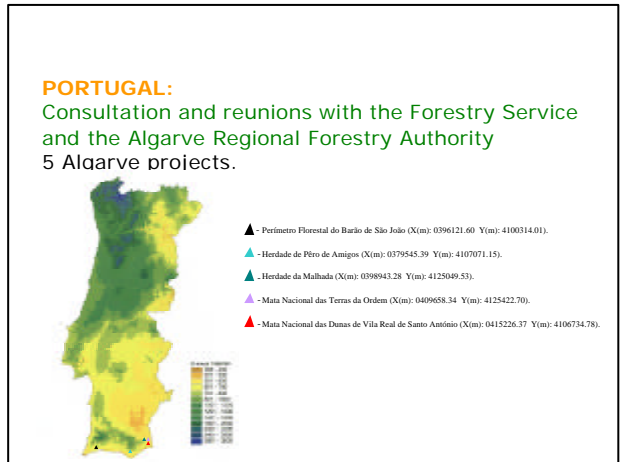 PORTUGAL:
Consultation and reunions with the Forestry Service
and the Algarve Regional Forestry Authority
5 Algarve projects.
- Perímetro Florestal do Barão de São João (X(m): 0396121.60 Y(m): 4100314.01).
- Herdade de Pêro de Amigos (X(m): 0379545.39 Y(m): 4107071.15).
- Herdade da Malhada (X(m): 0398943.28 Y(m): 4125049.53).
- Mata Nacional das Terras da Ordem (X(m): 0409658.34 Y(m): 4125422.70).
- Mata Nacional das Dunas de Vila Real de Santo António (X(m): 0415226.37 Y(m): 4106734.78).